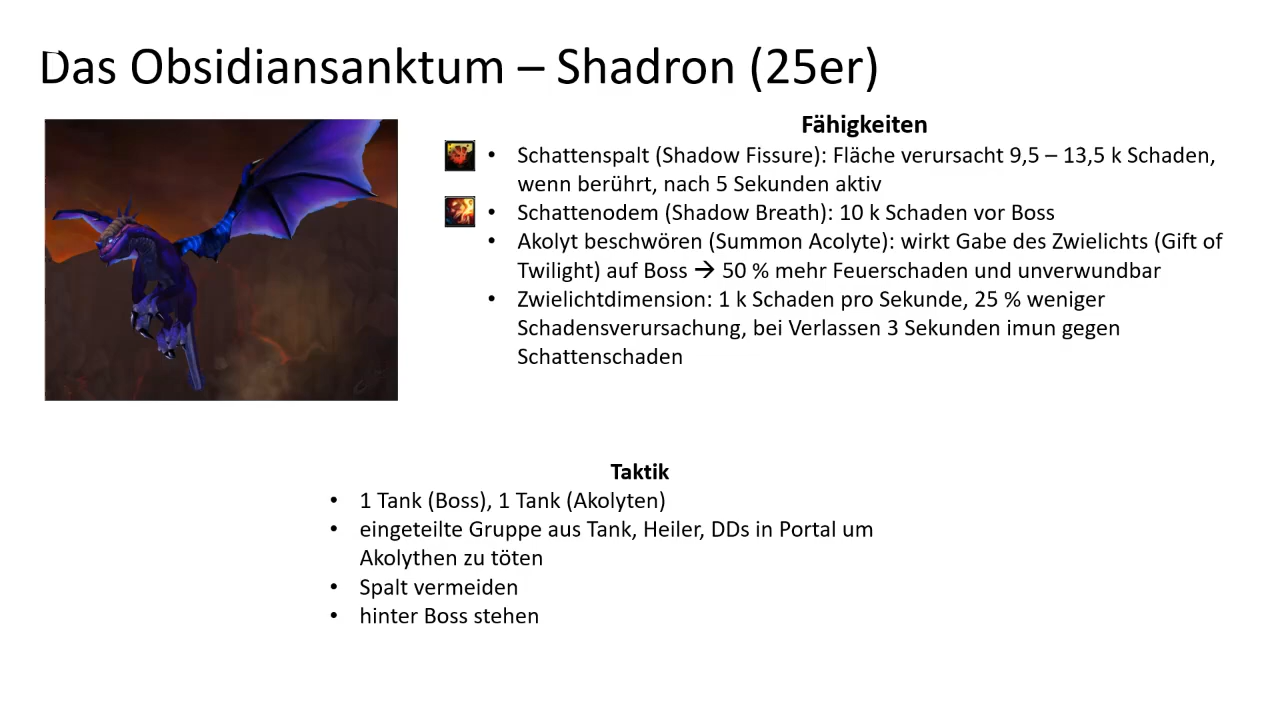 Das Obsidiansanktum – Shadron (25er)
Fähigkeiten
• Schattenspalt (Shadow Fissure): Fläche verursacht 9,5 – 13,5 k Schaden,
wenn berührt, nach 5 Sekunden aktiv
• Schattenodem (Shadow Breath): 10 k Schaden vor Boss
• Akolyt beschwören (Summon Acolyte): wirkt Gabe des Zwielichts (Gift of
Twilight) auf Boss → 50 % mehr Feuerschaden und unverwundbar
• Zwielichtdimension: 1 k Schaden pro Sekunde, 25 % weniger
Schadensverursachung, bei Verlassen 3 Sekunden imun gegen
Schattenschaden
Taktik
• 1 Tank (Boss), 1 Tank (Akolyten)
• eingeteilte Gruppe aus Tank, Heiler, DDs in Portal um
Akolythen zu töten
• Spalt vermeiden
• hinter Boss stehen